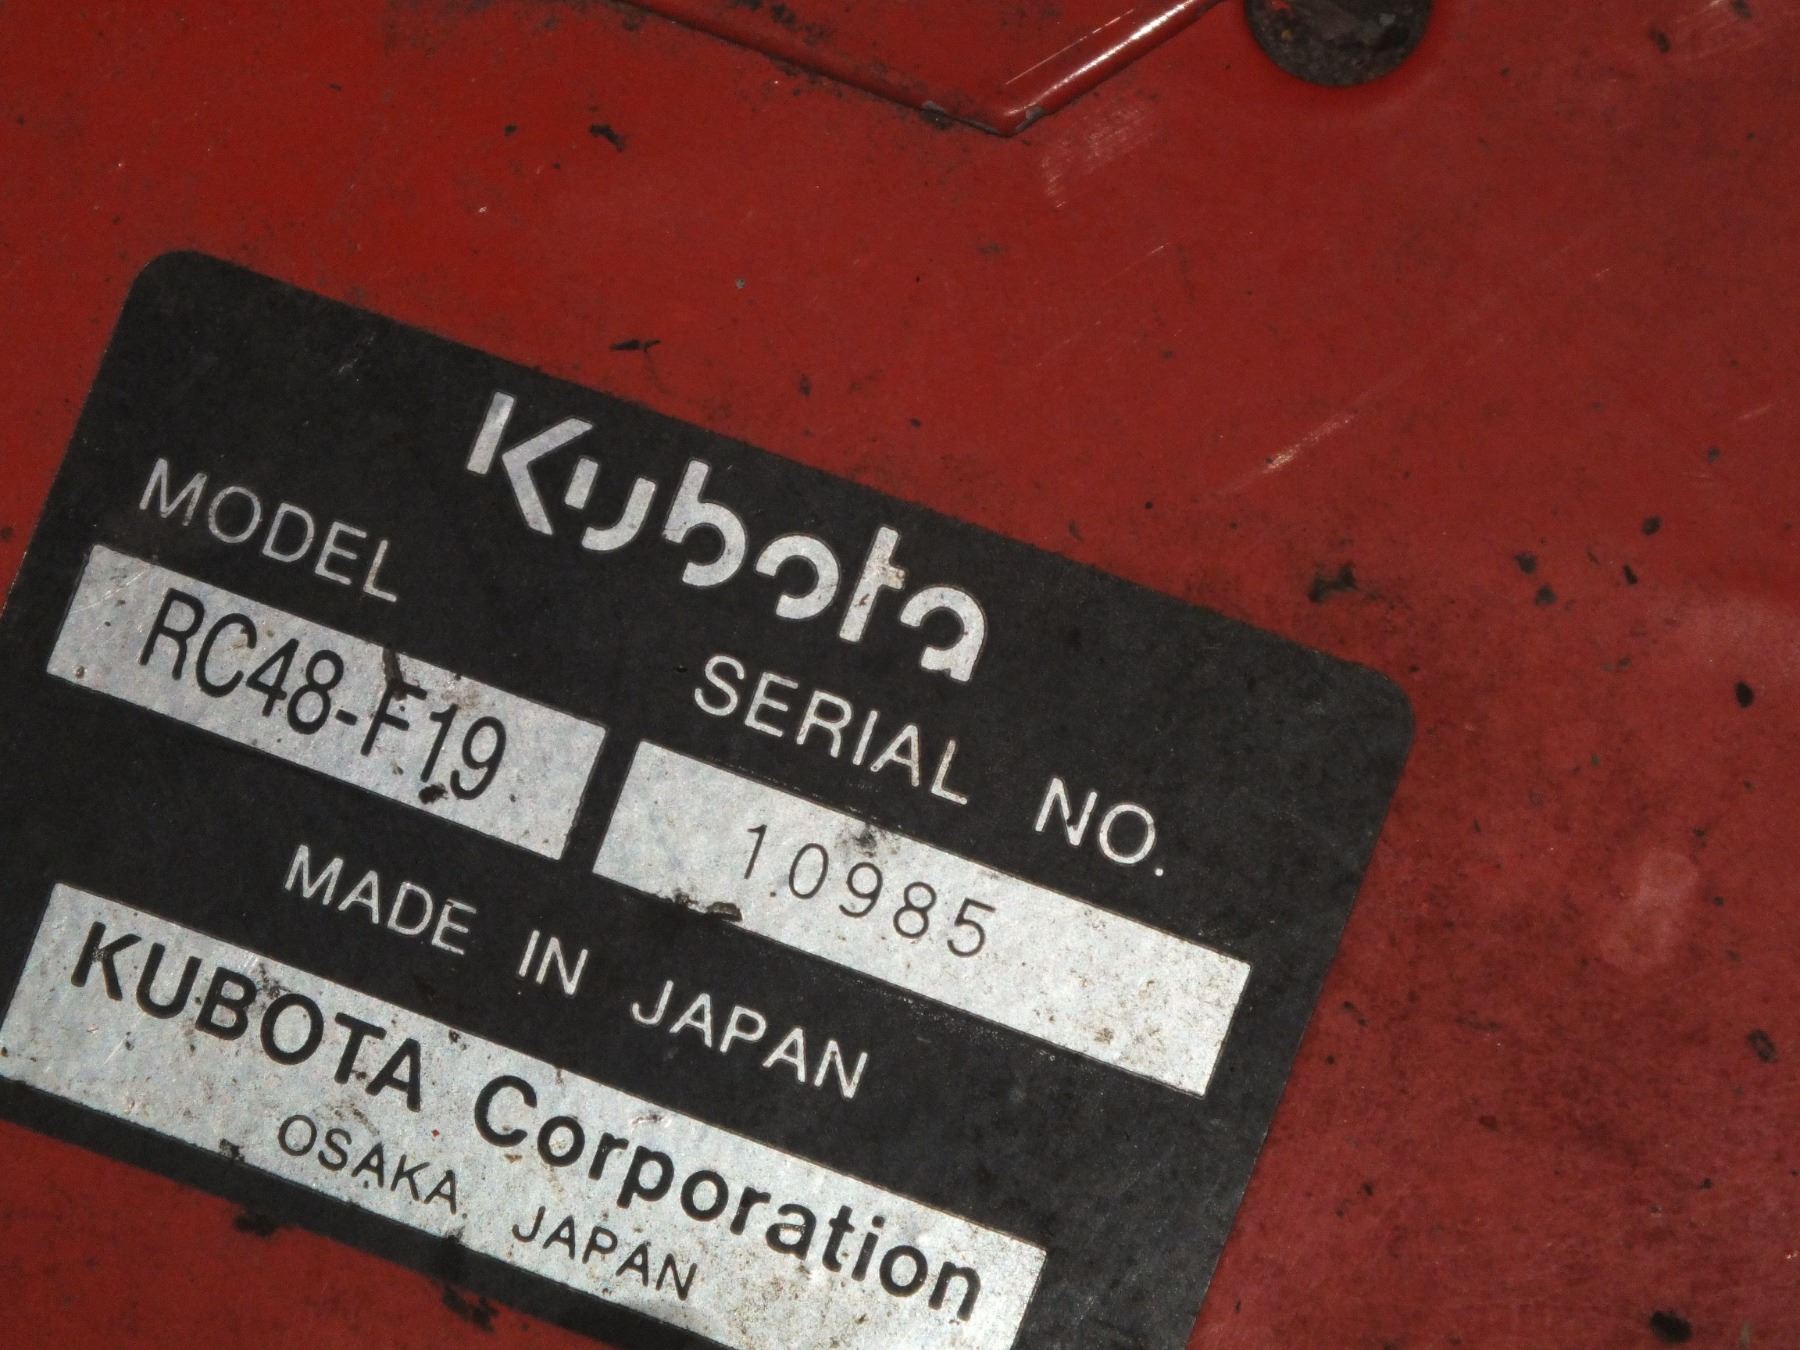 Kubota
MODEL
RC48-F19
SERIAL NO.
10985
MADE IN JAPAN
KUBOTA Corporation
OSAKA JAPAN